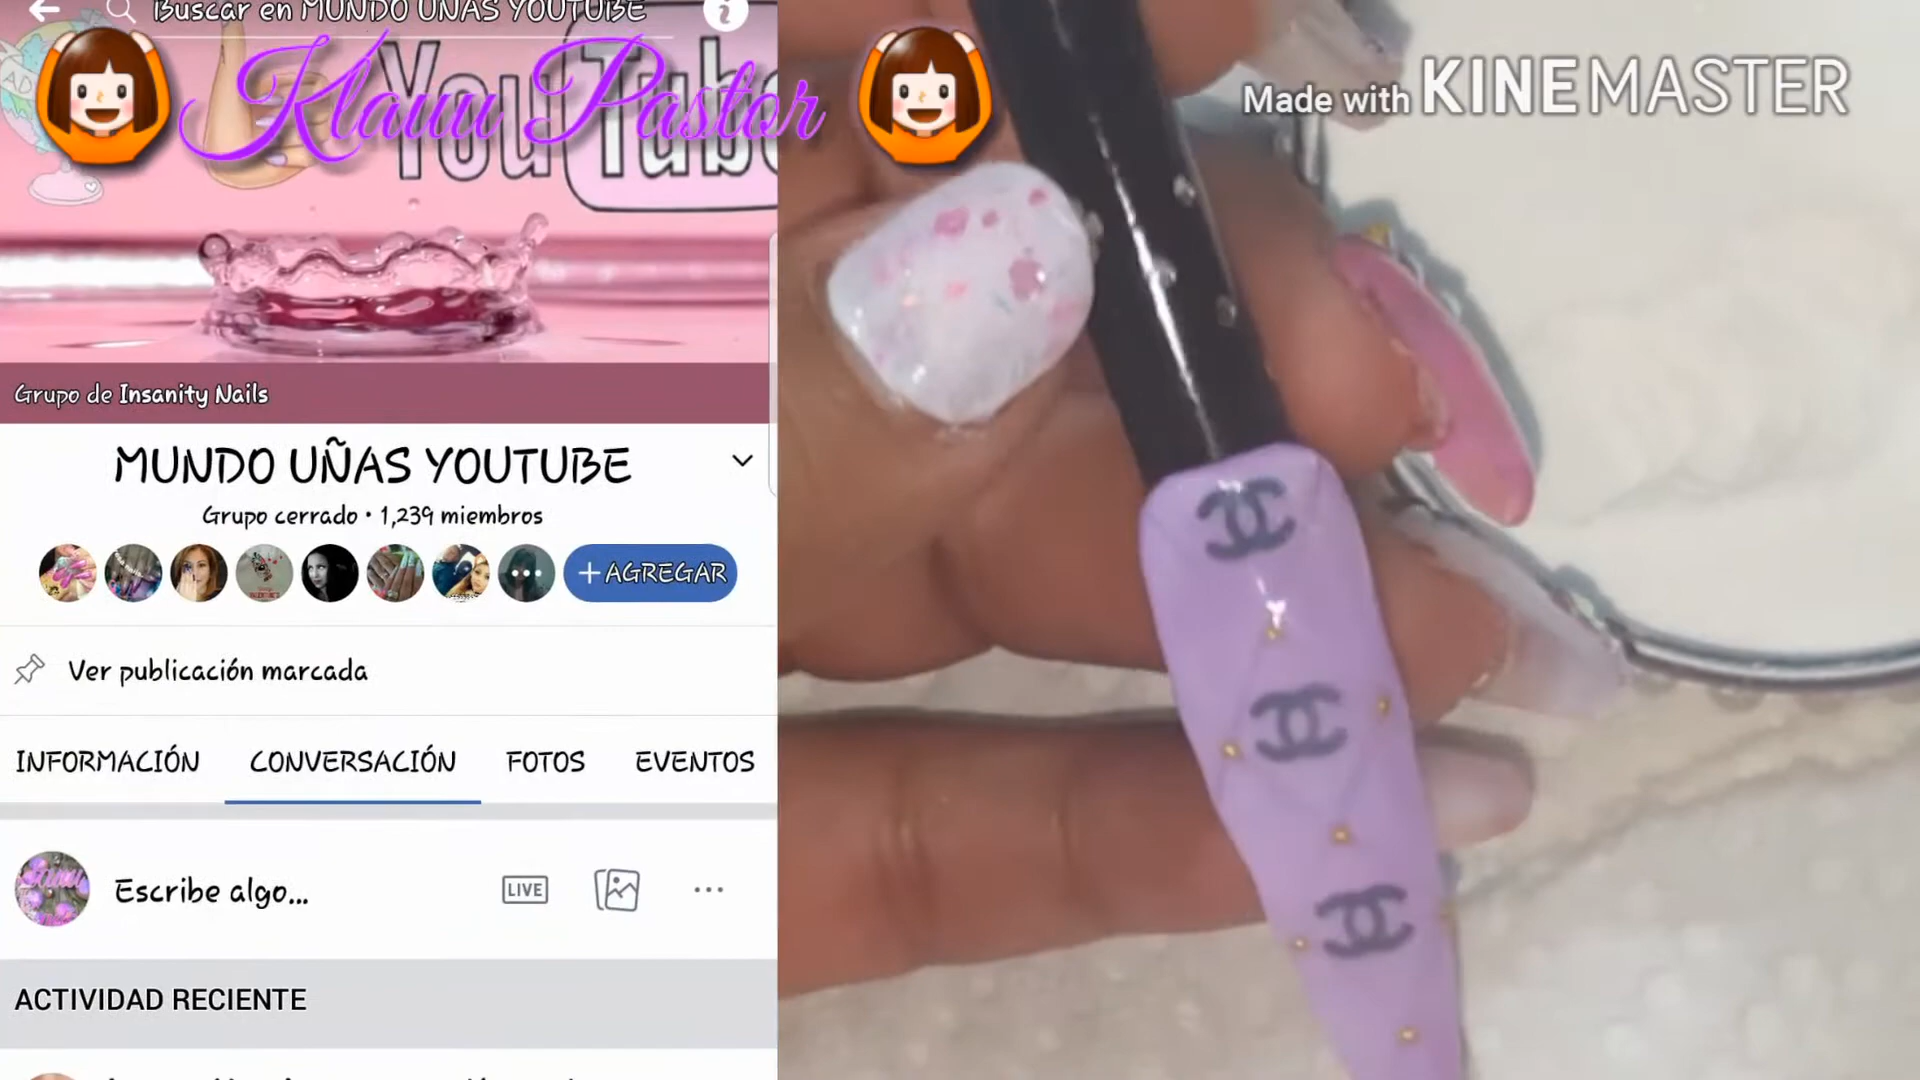 Buscar en MUNDO UÑAS YOUTUBE
Klauu Pastor
YouTube
Made with KINEMASTER
Grupo de Insanity Nails
MUNDO UÑAS YOUTUBE
Grupo cerrado • 1,239 miembros
+ AGREGAR
Ver publicación marcada
INFORMACIÓN CONVERSACIÓN FOTOS EVENTOS
Escribe algo...
LIVE
ACTIVIDAD RECIENTE